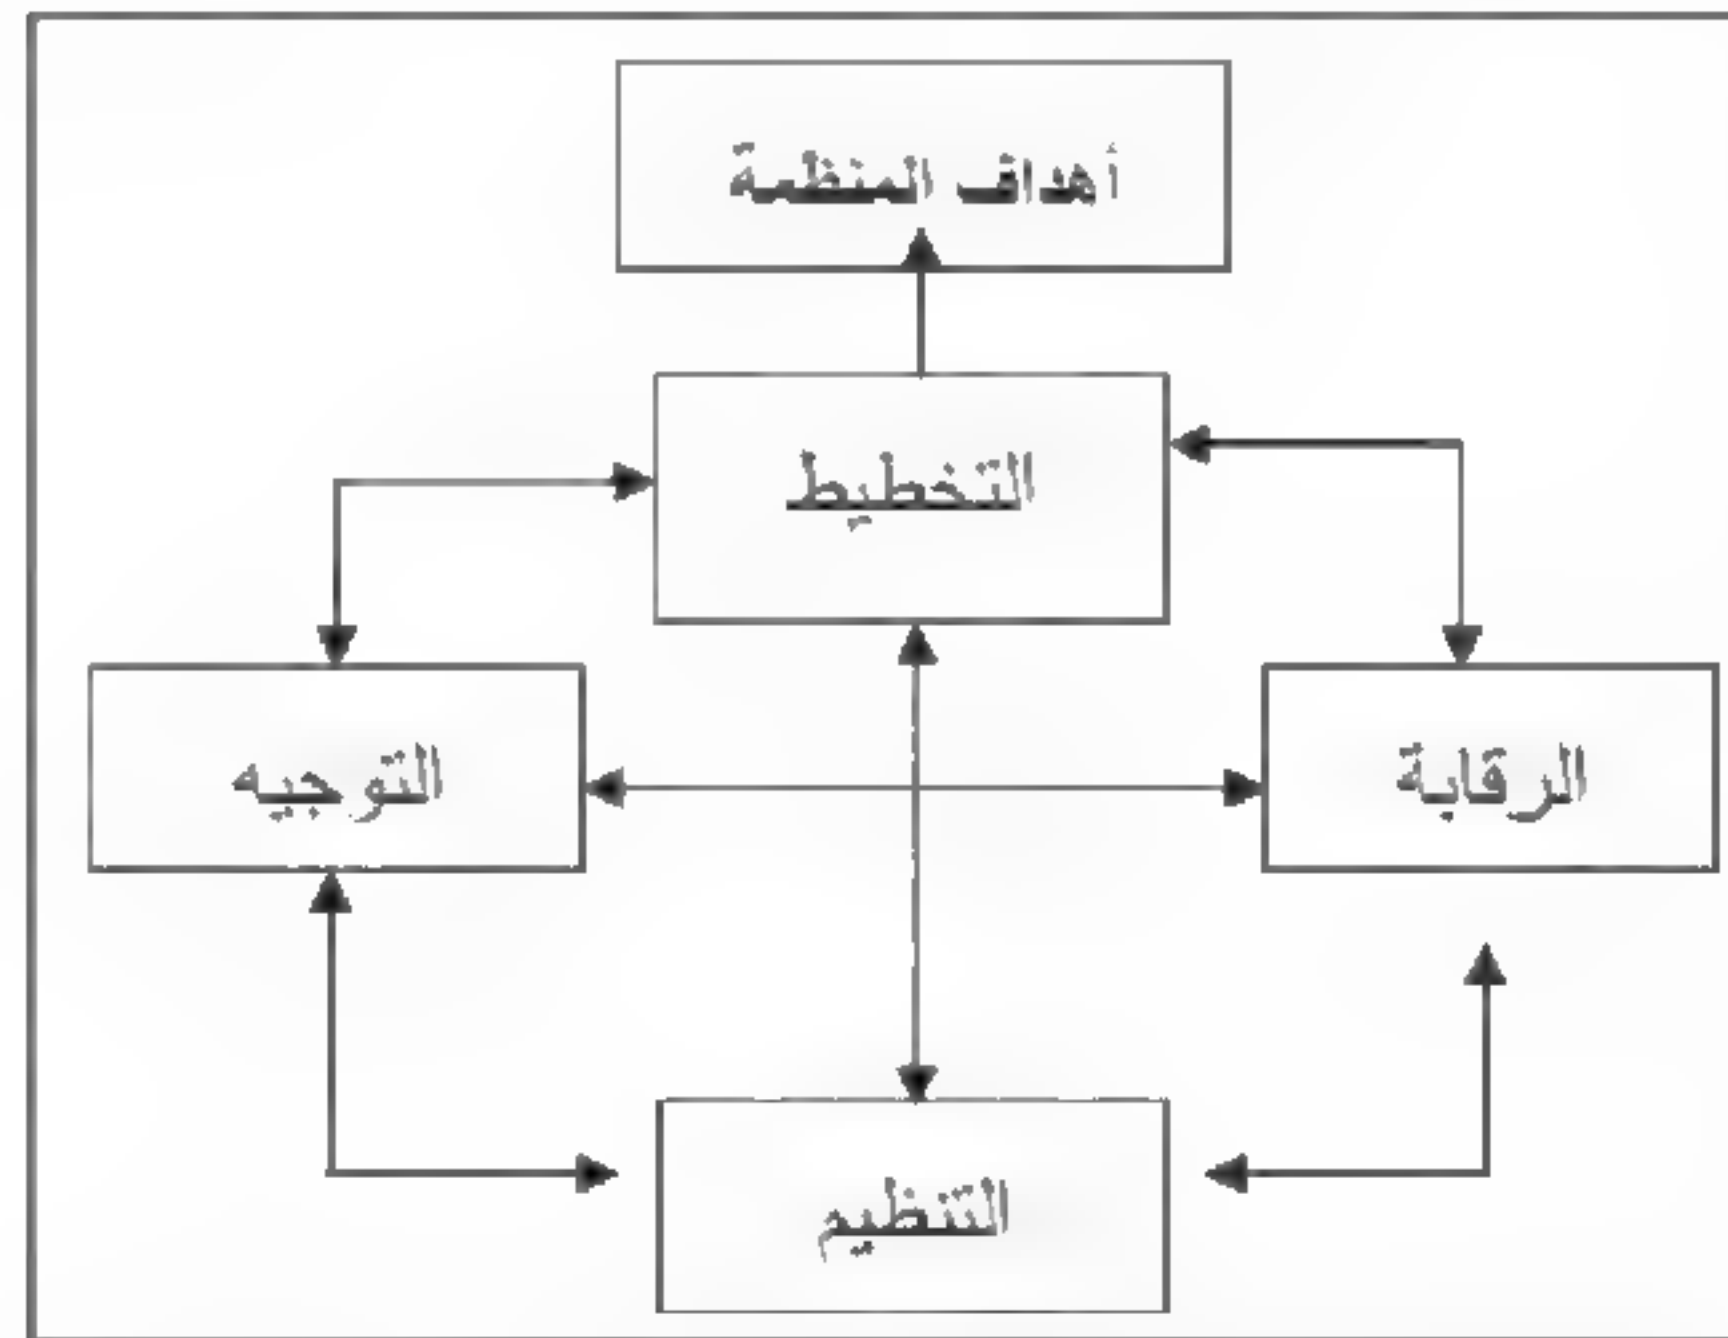 أهداف المنظمة
التخطيط
الرقابة
التوجيه
التنظيم